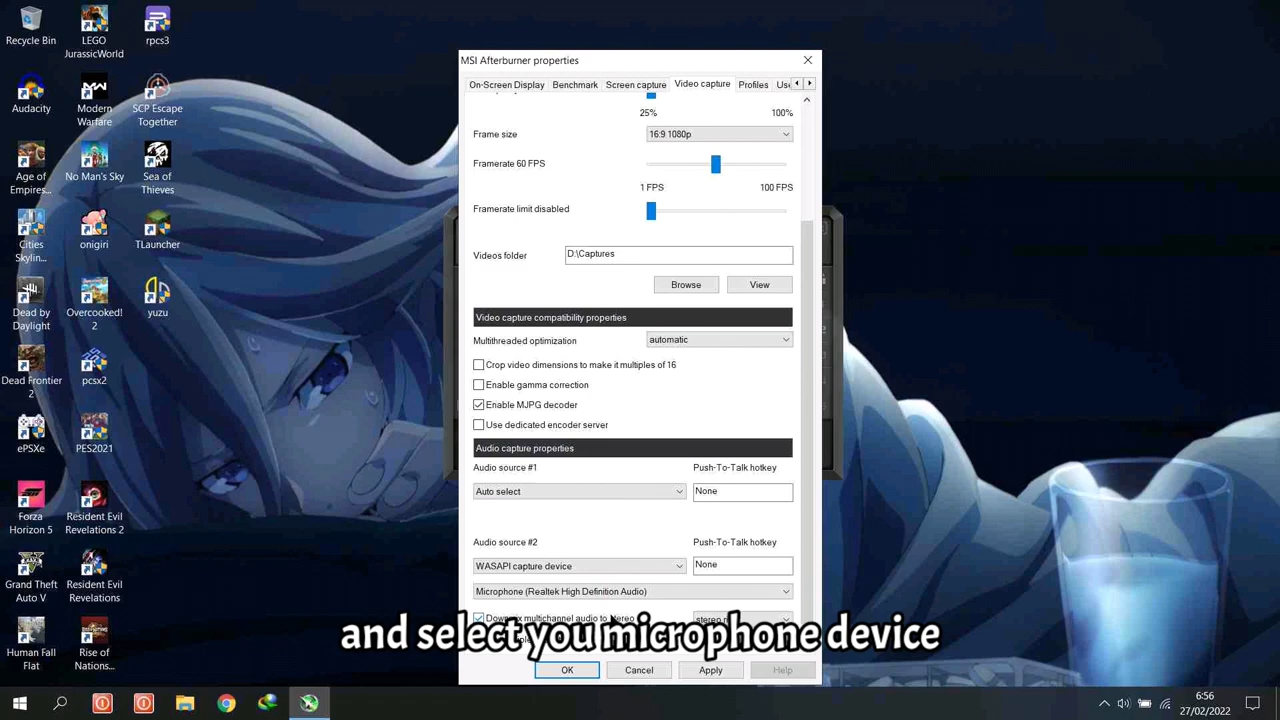 Recycle Bin
LEGO
JurassicWorld
rpcs3
Audacity
Modern
Warfare
SCP Escape
Together
Age of
Empires...
No Man's Sky
Sea of
Thieves
Cities
Skylin...
onigiri
TLauncher
Dead by
Daylight
Overcooked!
2
yuzu
Dead Frontier
2
pcsx2
ePSXe
PES2021
Forza
Horizon 5
Resident Evil
Revelations 2
Grand Theft
Auto V
Resident Evil
Revelations
Human Fall
Flat
Rise of
Nations...
MSI Afterburner properties
On-Screen Display Benchmark Screen capture Video capture Profiles
25% 100%
Frame size 16:9 1080p
Framerate 60 FPS
1 FPS 100 FPS
Framerate limit disabled
Videos folder D:\Captures
Browse View
Video capture compatibility properties
Multithreaded optimization automatic
Crop video dimensions to make it multiples of 16
Enable gamma correction
Enable MJPG decoder
Use dedicated encoder server
Audio capture properties
Audio source #1 Push-To-Talk hotkey
Auto select None
Audio source #2 Push-To-Talk hotkey
WASAPI capture device None
Microphone (Realtek High Definition Audio)
Downmix multichannel audio to stereo
and select you microphone device
OK Cancel Apply Help
6:56
27/02/2022